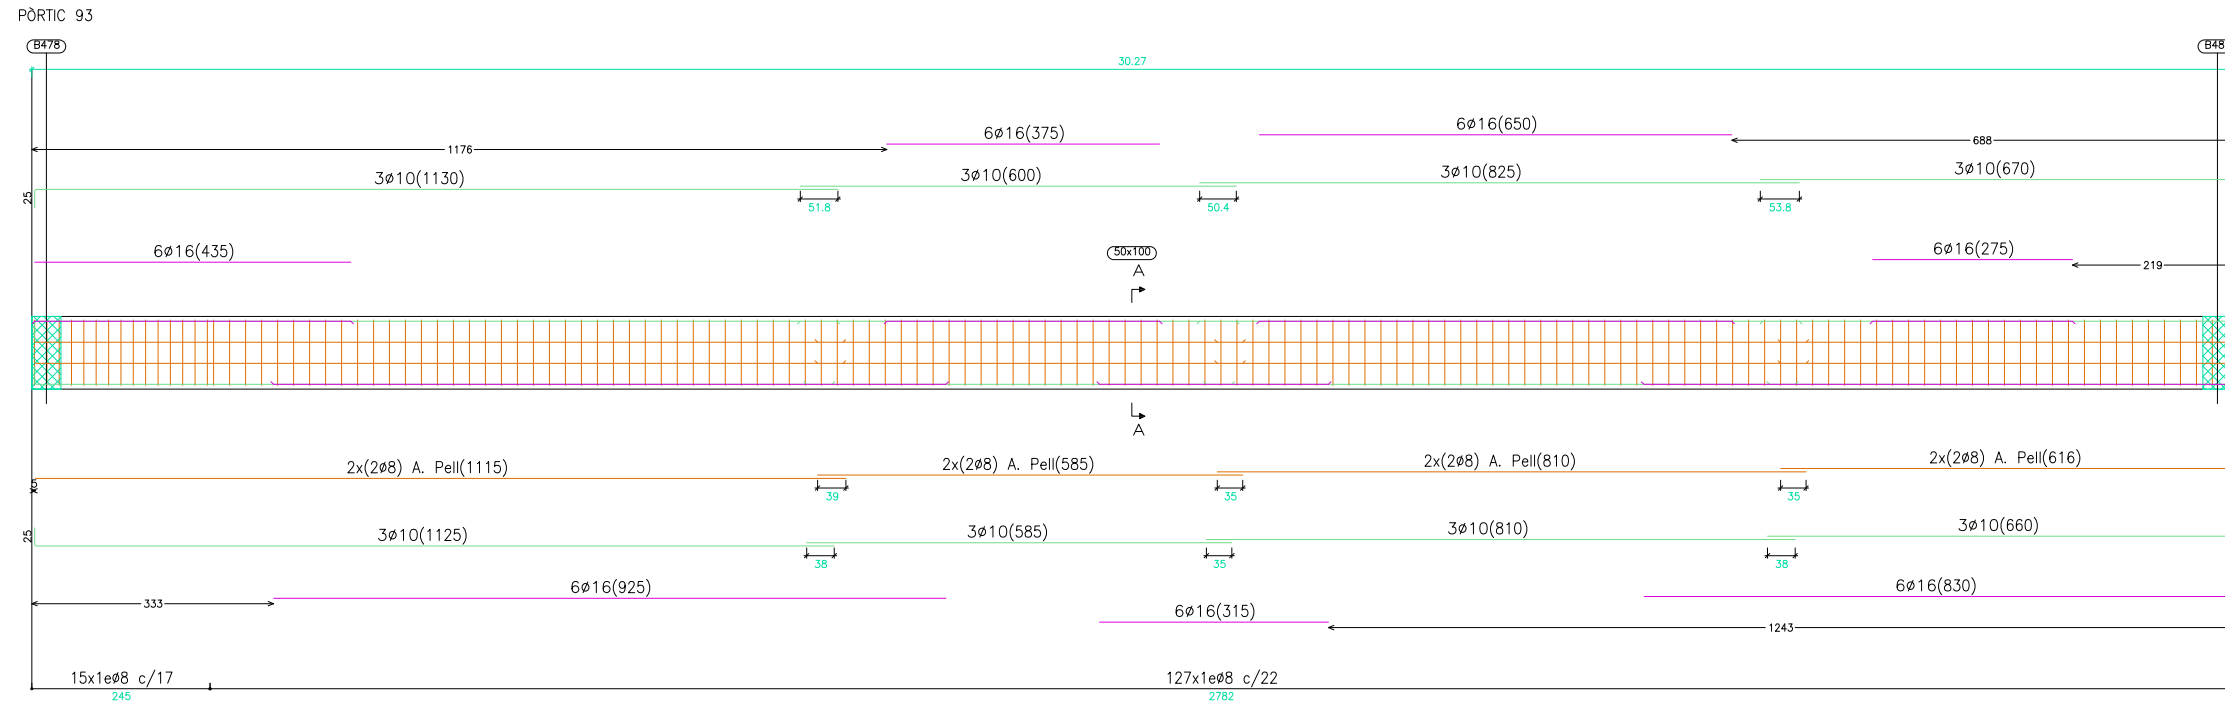 PÒRTIC 93
B478
B48
30.27
6ø16(650)
6ø16(375)
688
1176
3ø10(1130)
3ø10(600)
3ø10(825)
3ø10(670)
25
51.8
50.4
53.8
6ø16(435)
50x100
6ø16(275)
A
219
A
2x(2ø8) A. Pell(1115)
2x(2ø8) A. Pell(585)
2x(2ø8) A. Pell(810)
2x(2ø8) A. Pell(616)
39
35
35
25
3ø10(1125)
3ø10(585)
3ø10(810)
3ø10(660)
38
35
38
6ø16(925)
6ø16(830)
333
6ø16(315)
1243
15x1eø8 c/17
127x1eø8 c/22
245
2782